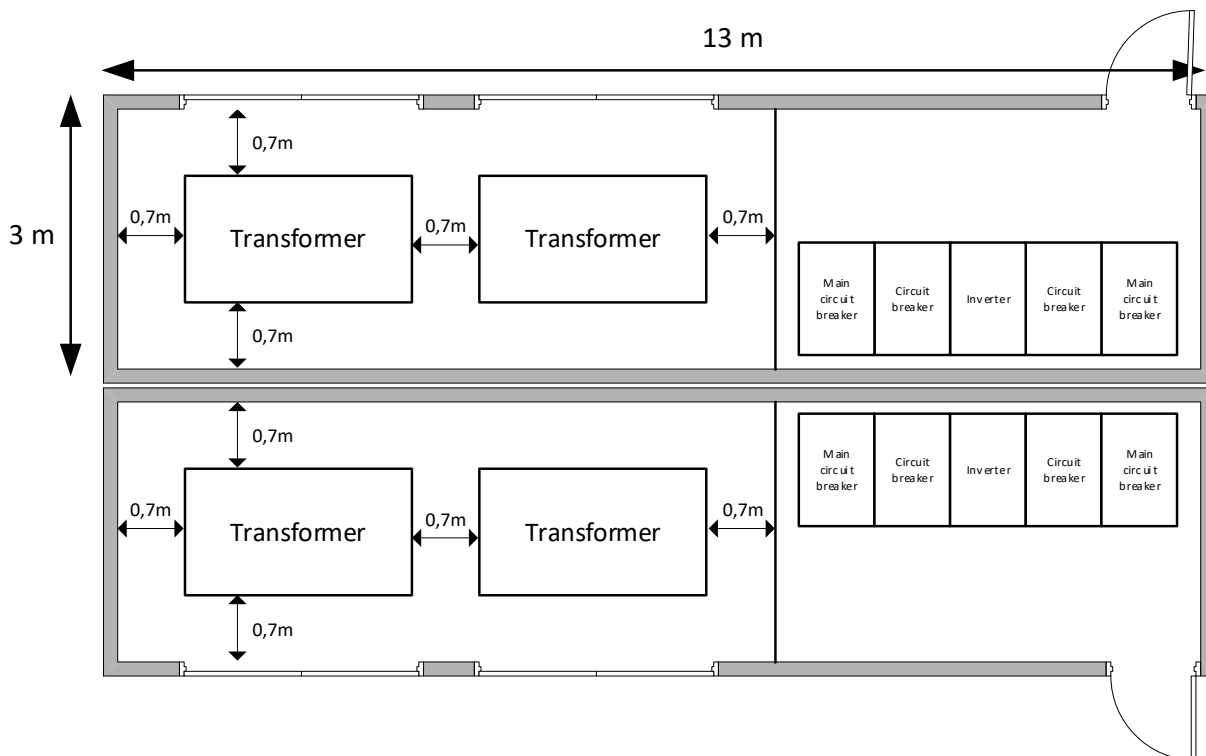 13 m
3 m
0,7m
0,7m
Transformer
0,7m
Transformer
0,7m
0,7m
Main
circuit
breaker
Circuit
breaker
Inverter
Circuit
breaker
Main
circuit
breaker
0,7m
0,7m
Transformer
0,7m
Transformer
0,7m
0,7m
Main
circuit
breaker
Circuit
breaker
Inverter
Circuit
breaker
Main
circuit
breaker